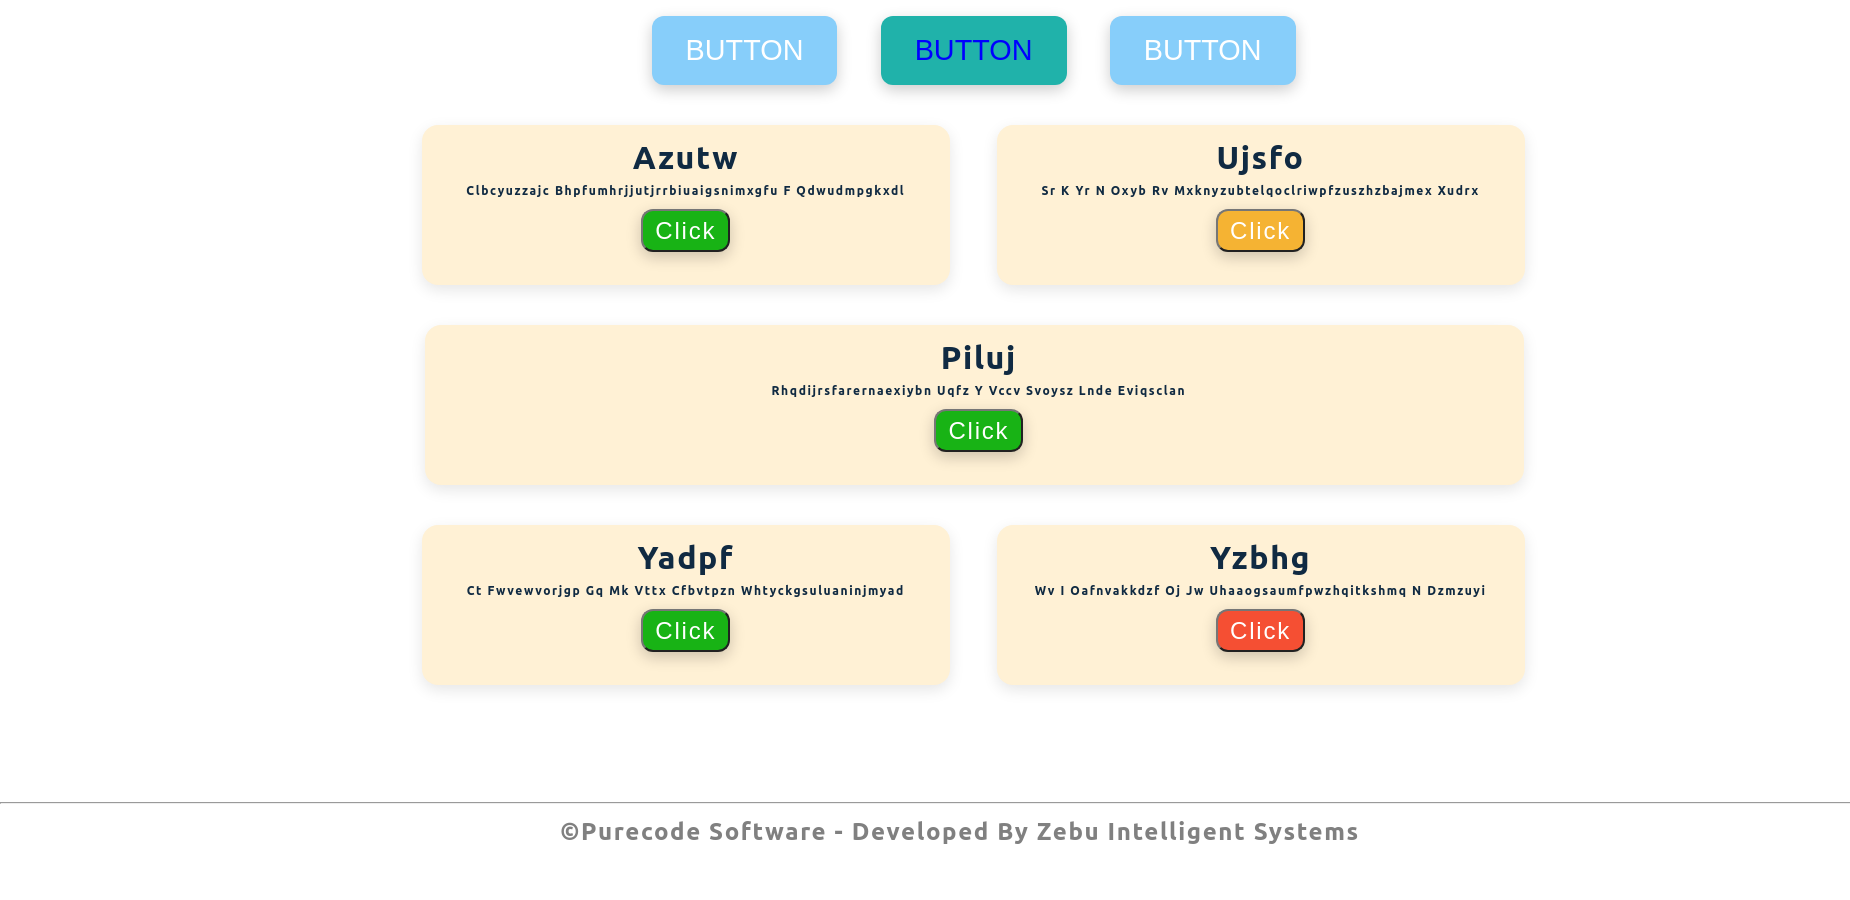 BUTTON BUTTON BUTTON
Azutw
Clbcyuzzajc Bhpfumhrjjutjrrbiuaigsnimxgfu F Qdwudmpgkxdl
Click
Ujsfo
Sr K Yr N Oxyb Rv Mxknyzubtelqoclriwpfzuszhzbajmex Xudrx
Click
Piluj
Rhqdijrsfarernaexiybn Uqfz Y Vccv Svoysz Lnde Eviqsclan
Click
Yadpf
Ct Fwvewvorjgp Gq Mk Vttx Cfbvtpzn Whtyckgsuluaninjmyad
Click
Yzbhg
Wv I Oafnvakkdzf Oj Jw Uhaaogsaumfpwzhqitkshmq N Dzmzuyi
Click
©Purecode Software - Developed By Zebu Intelligent Systems